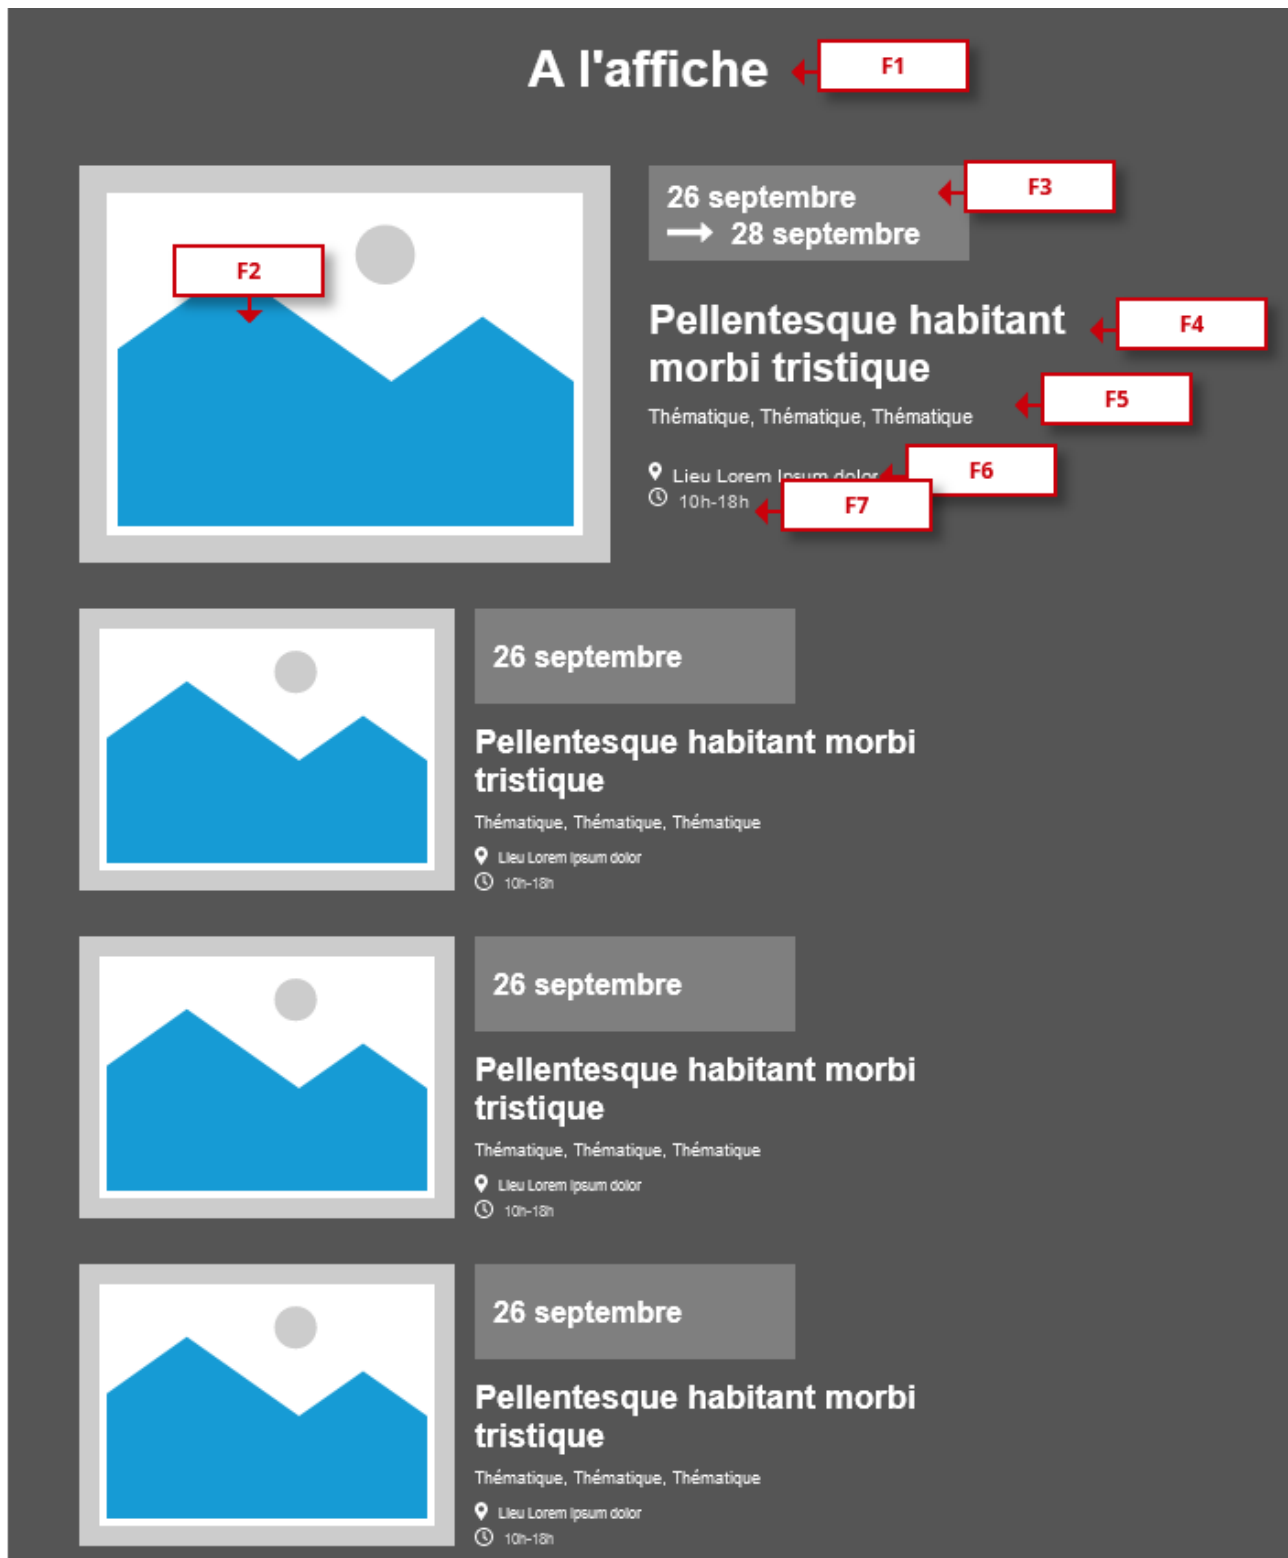 A l'affiche
F1
F2
26 septembre
28 septembre
F3
Pellentesque habitant
morbi tristique
F4
Thématique, Thématique, Thématique
F5
Lieu Lorem Ipsum dolor
F6
10h-18h
F7
26 septembre
Pellentesque habitant morbi
tristique
Thématique, Thématique, Thématique
Lieu Lorem Ipsum dolor
10h-18h
26 septembre
Pellentesque habitant morbi
tristique
Thématique, Thématique, Thématique
Lieu Lorem Ipsum dolor
10h-18h
26 septembre
Pellentesque habitant morbi
tristique
Thématique, Thématique, Thématique
Lieu Lorem Ipsum dolor
10h-18h